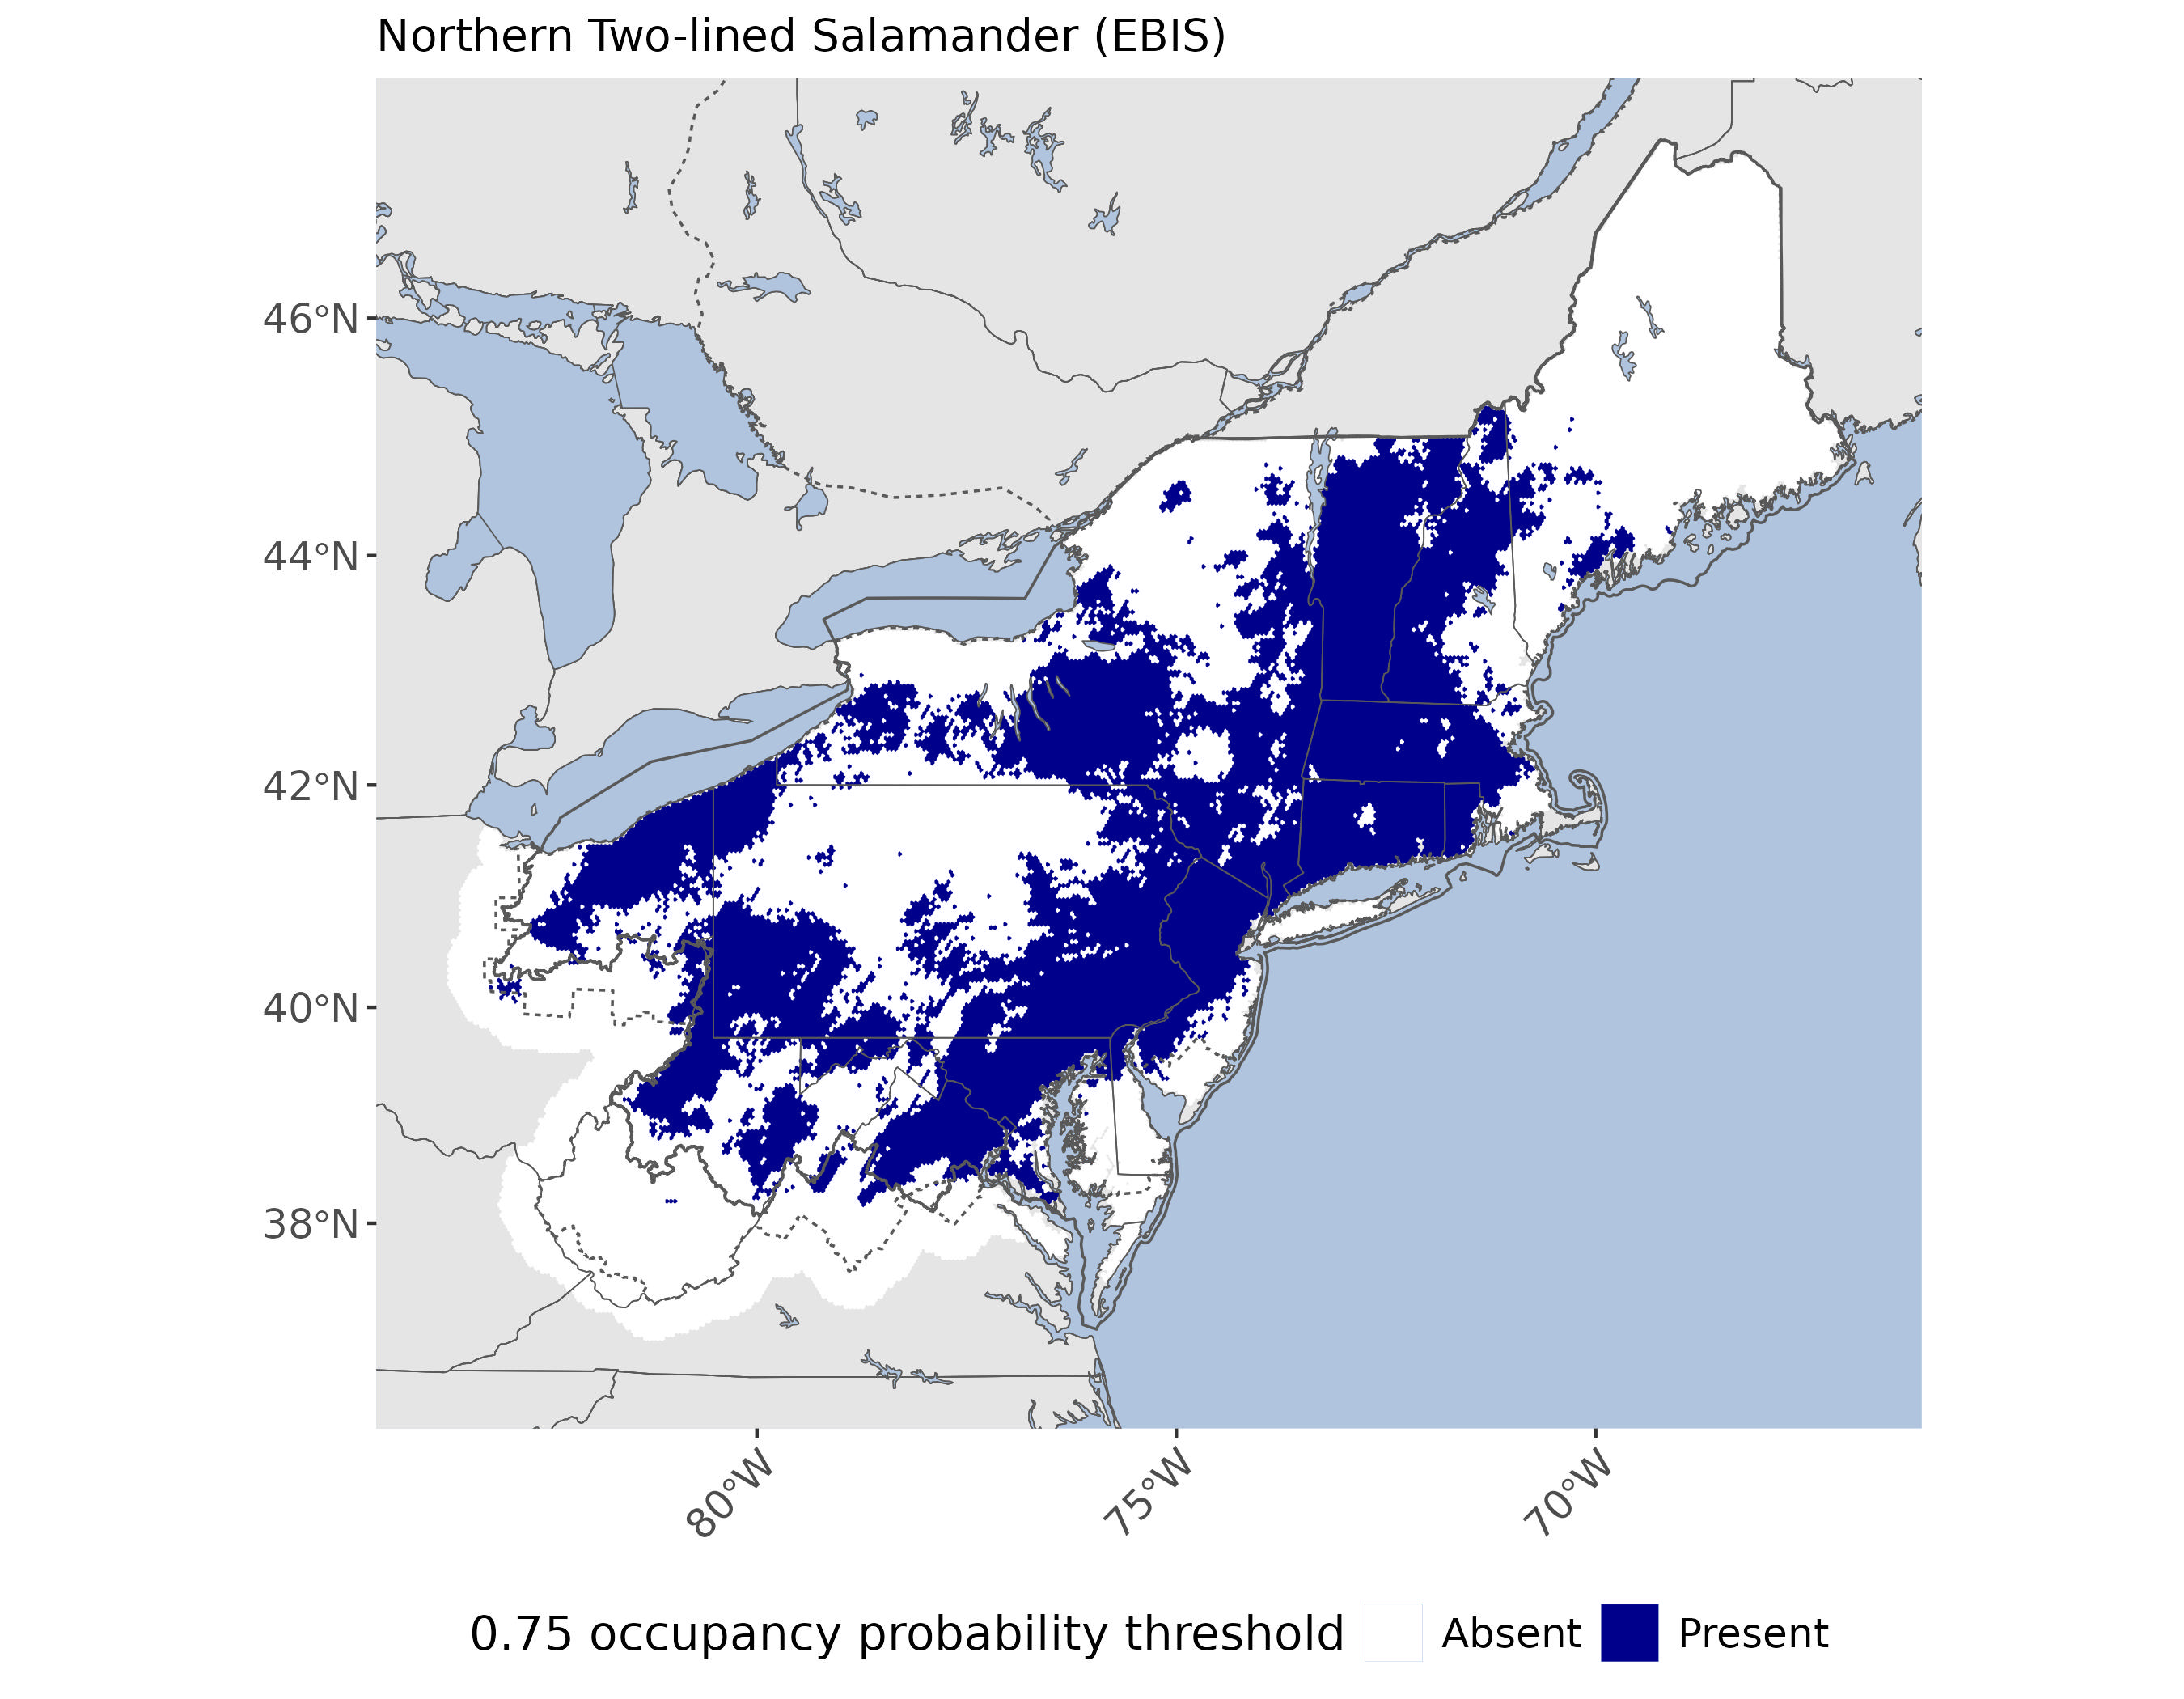 Northern Two-lined Salamander (EBIS)
46°N
44°N
42°N
40°N
38°N
80°W
75°W
70°W
0.75 occupancy probability threshold Absent Present